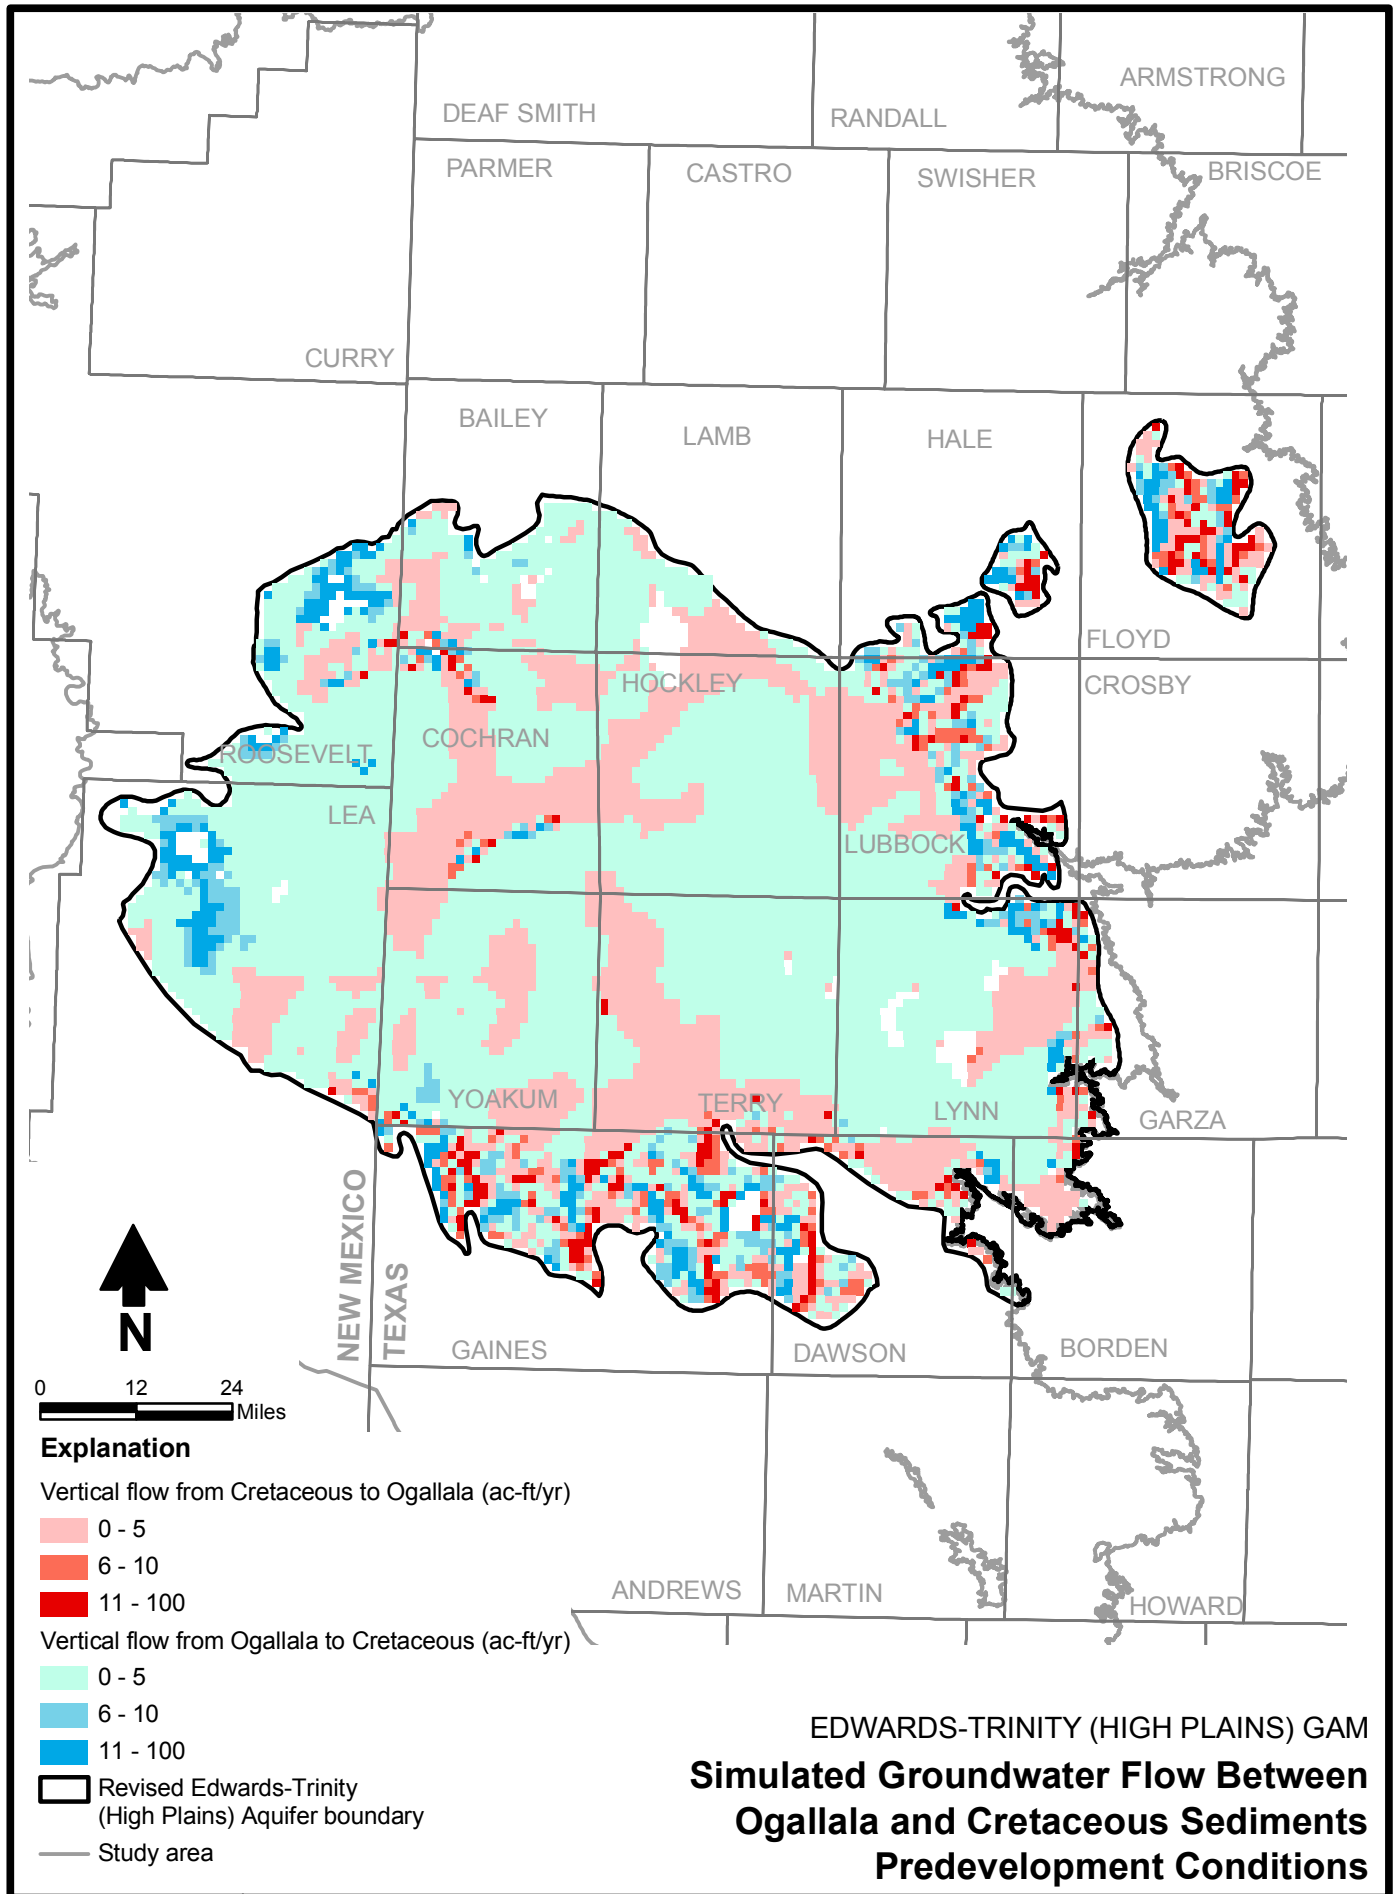 ARMSTRONG
DEAF SMITH
RANDALL
PARMER
CASTRO
SWISHER
BRISCOE
CURRY
BAILEY
LAMB
HALE
FLOYD
HOCKLEY
CROSBY
COCHRAN
ROOSEVELT
LEA
LUBBOCK
YOAKUM
TERRY
LYNN
GARZA
NEW MEXICO
TEXAS
N
GAINES
DAWSON
BORDEN
0 12 24
Miles
Explanation
Vertical flow from Cretaceous to Ogallala (ac-ft/yr)
0 - 5
6 - 10
11 - 100
ANDREWS
MARTIN
HOWARD
Vertical flow from Ogallala to Cretaceous (ac-ft/yr)
0 - 5
6 - 10
11 - 100
Revised Edwards-Trinity
(High Plains) Aquifer boundary
Study area
EDWARDS-TRINITY (HIGH PLAINS) GAM
Simulated Groundwater Flow Between
Ogallala and Cretaceous Sediments
Predevelopment Conditions